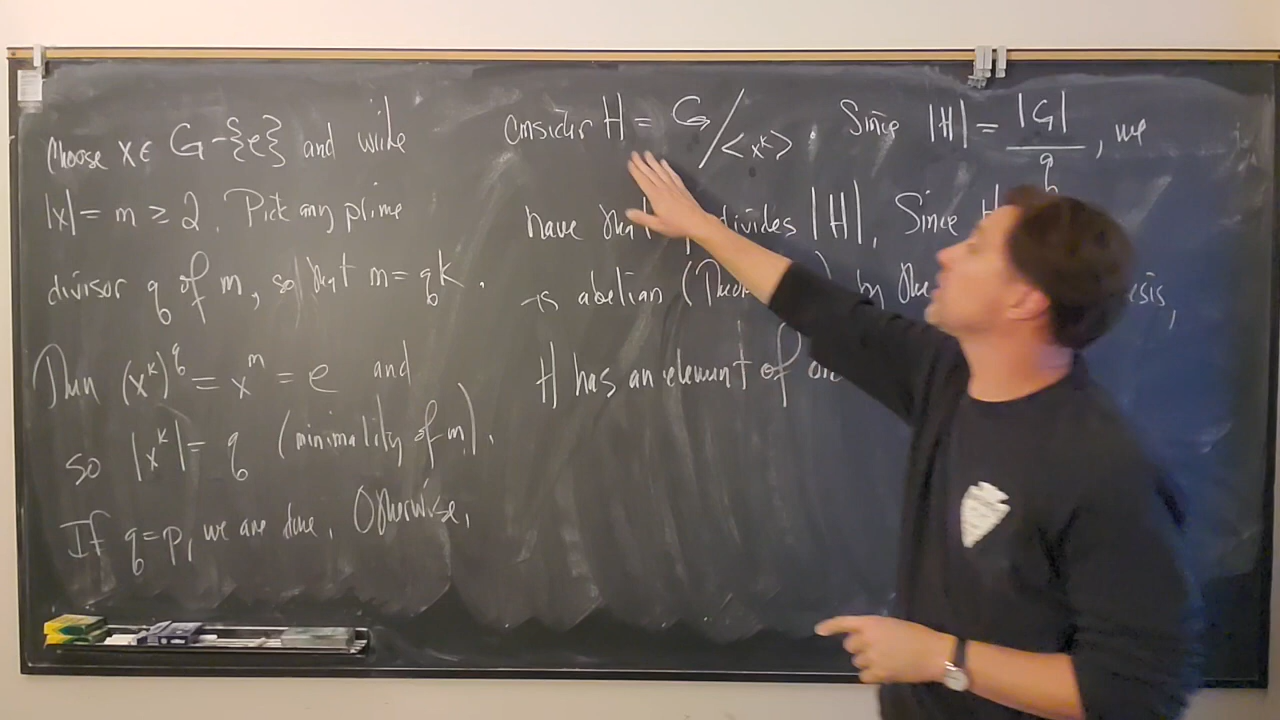 Choose x ∈ G-{e} and write
|x| = m ≥ 2. Pick any prime
divisor q of m, so that m = qk.
Then (x^k)^q = x^m = e and
so |x^k| = q (minimality of m).
If q = p, we are done. Otherwise,
Consider H = G/<x^k>. Since |H| = |G|/q, we
have that divides |H|. Since H
is abelian ( by the
H has an element of